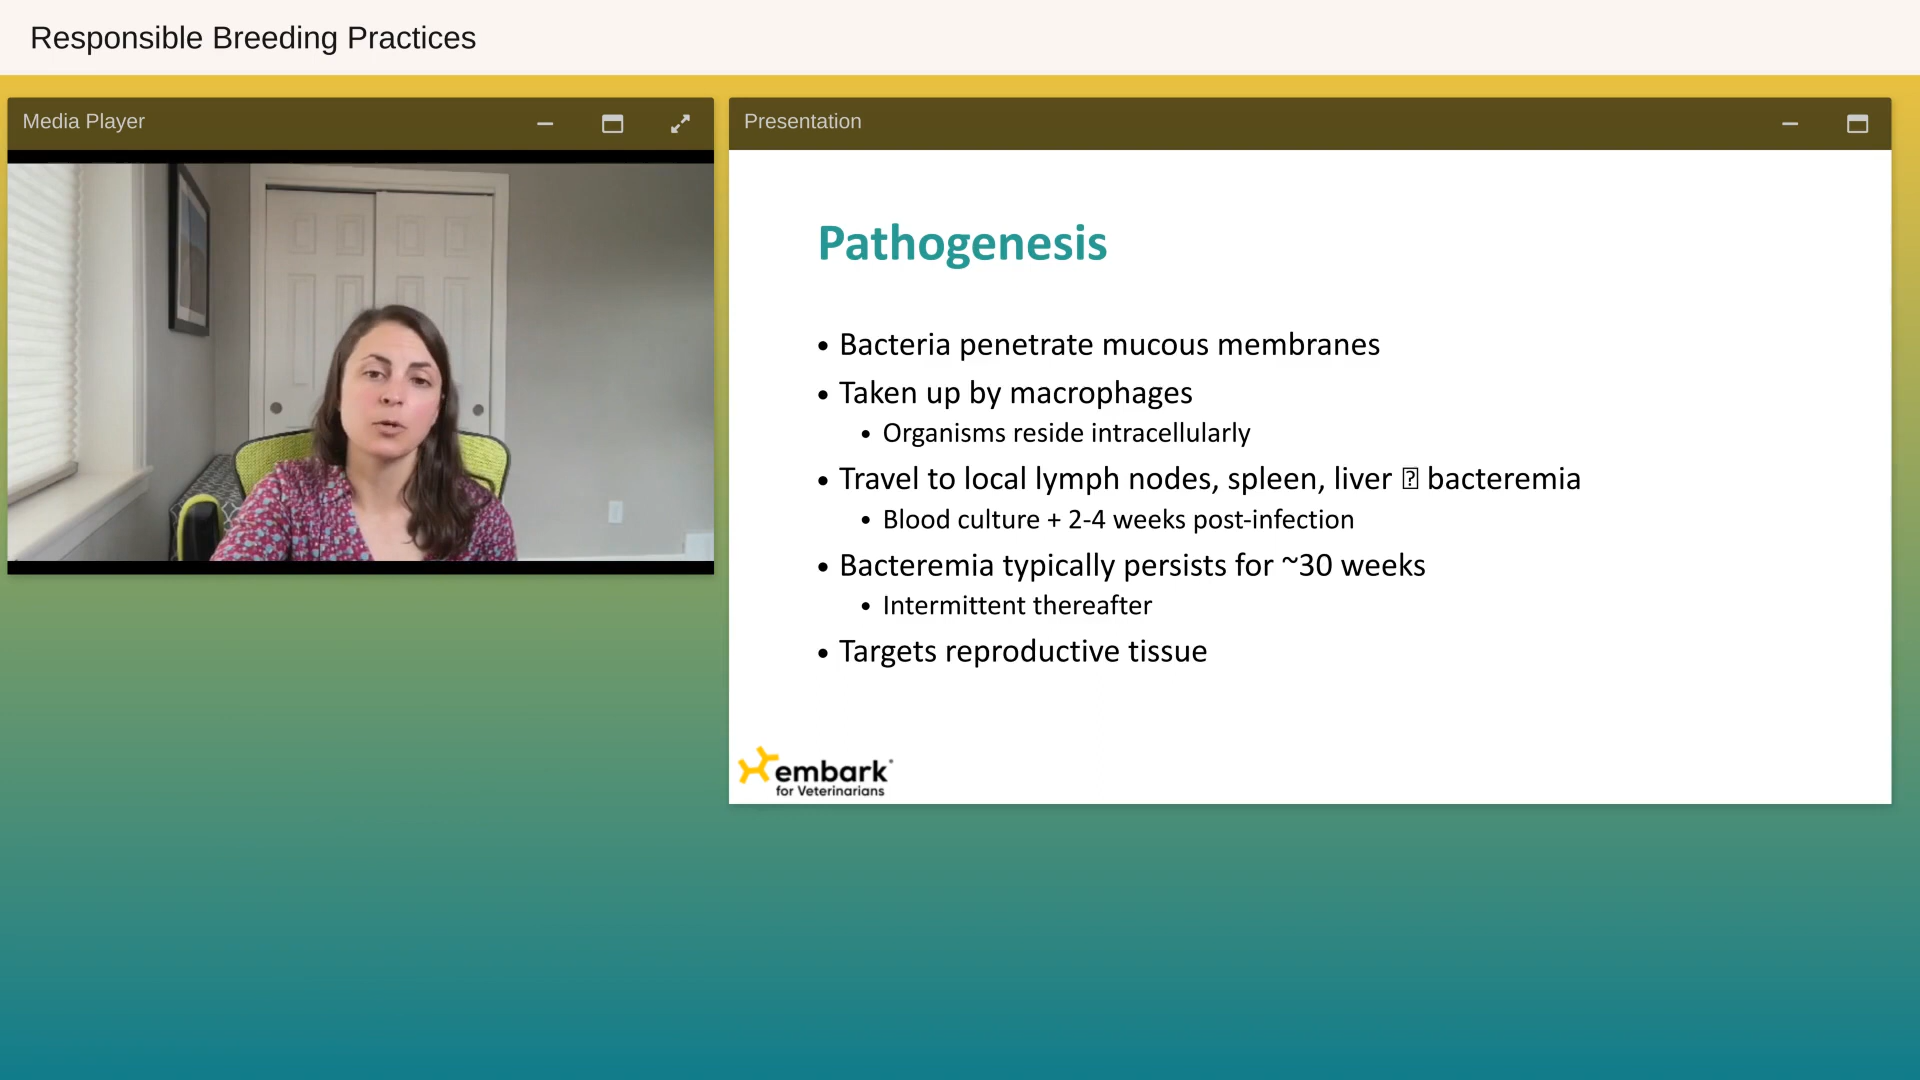 Responsible Breeding Practices
Media Player
Presentation
Pathogenesis
• Bacteria penetrate mucous membranes
• Taken up by macrophages
• Organisms reside intracellularly
• Travel to local lymph nodes, spleen, liver ⍰ bacteremia
• Blood culture + 2-4 weeks post-infection
• Bacteremia typically persists for ~30 weeks
• Intermittent thereafter
• Targets reproductive tissue
embark
for Veterinarians